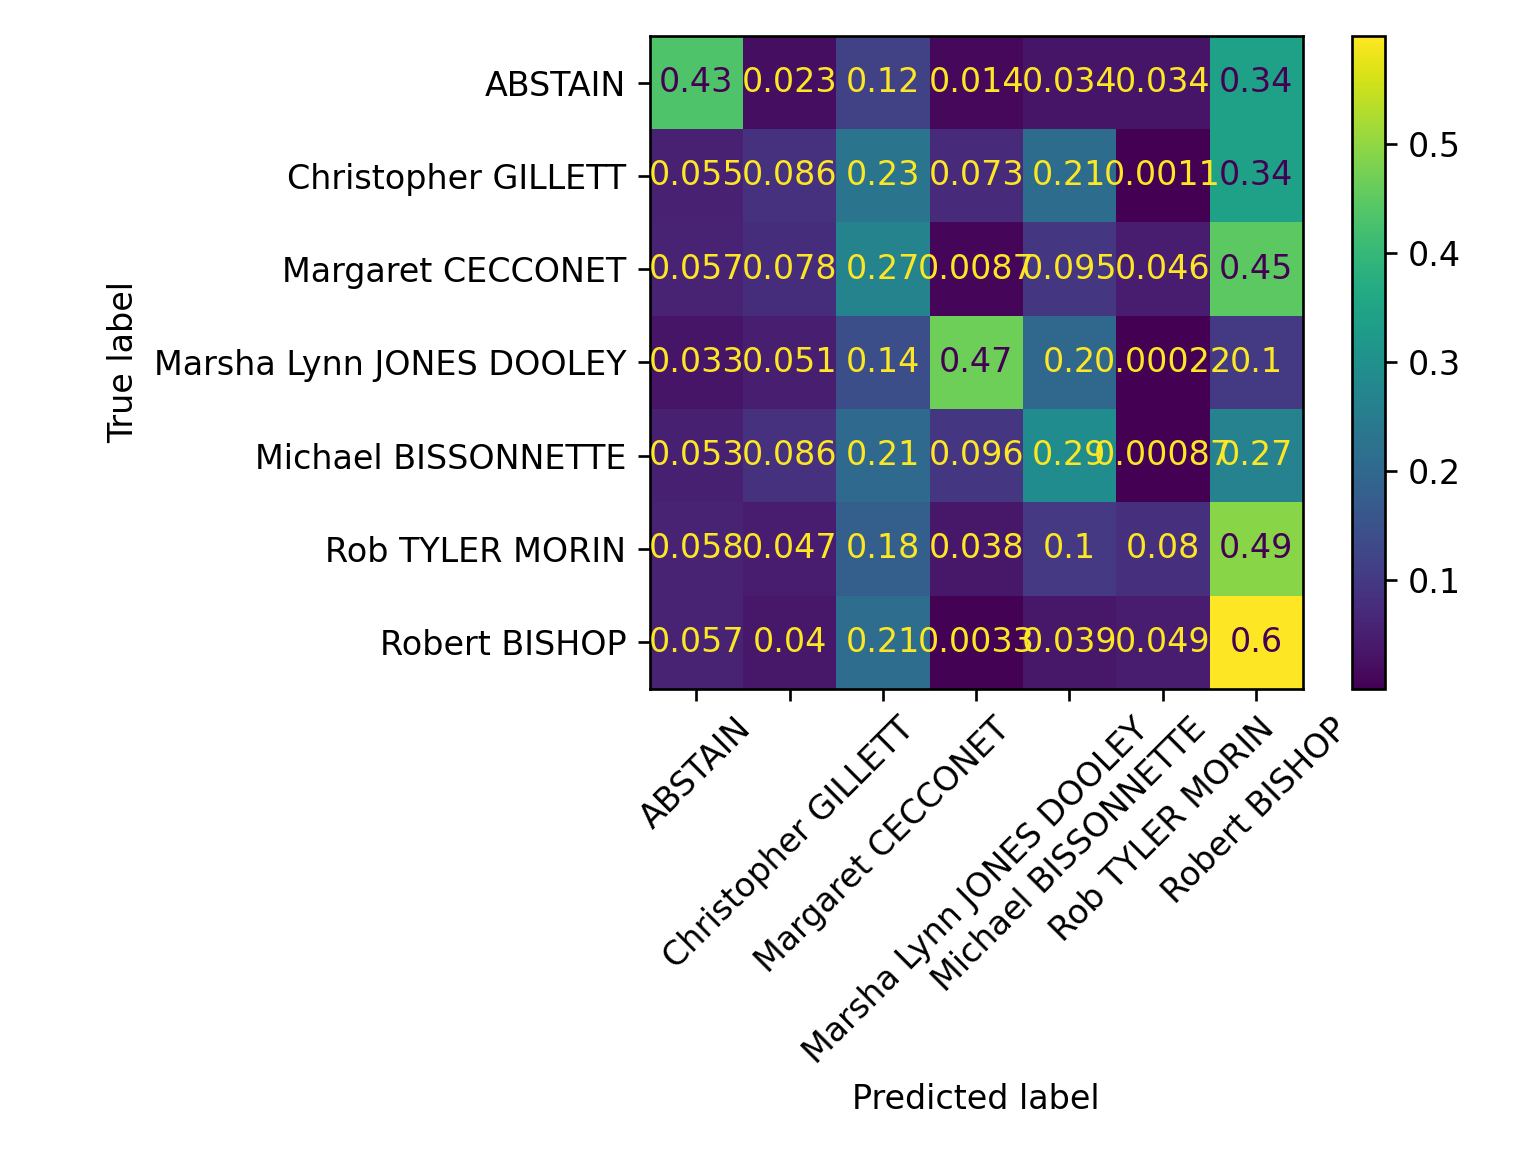 ABSTAIN 0.43 0.023 0.12 0.014 0.034 0.034 0.34
Christopher GILLETT 0.055 0.086 0.23 0.073 0.21 0.0011 0.34
Margaret CECCONET 0.057 0.078 0.27 0.0087 0.095 0.046 0.45
Marsha Lynn JONES DOOLEY 0.033 0.051 0.14 0.47 0.2 0.00022 0.1
Michael BISSONNETTE 0.053 0.086 0.21 0.096 0.29 0.00087 0.27
Rob TYLER MORIN 0.058 0.047 0.18 0.038 0.1 0.08 0.49
Robert BISHOP 0.057 0.04 0.21 0.0033 0.039 0.049 0.6
True label
ABSTAIN
Christopher GILLETT
Margaret CECCONET
Marsha Lynn JONES DOOLEY
Michael BISSONNETTE
Rob TYLER MORIN
Robert BISHOP
Predicted label
0.5
0.4
0.3
0.2
0.1